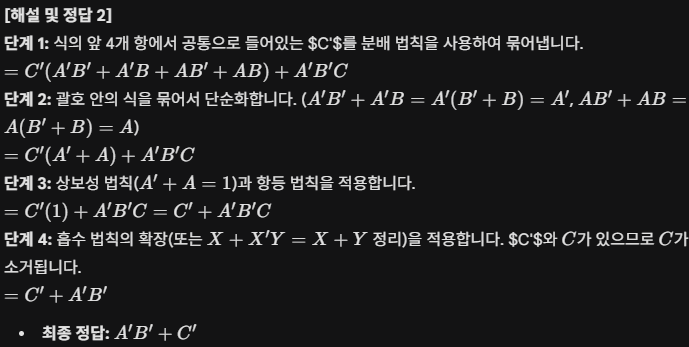 [해설 및 정답 2]
단계 1: 식의 앞 4개 항에서 공통으로 들어있는 $C'$를 분배 법칙을 사용하여 묶어냅니다.
= C′(A′B′ + A′B + AB′ + AB) + A′B′C
단계 2: 괄호 안의 식을 묶어서 단순화합니다. (A′B′ + A′B = A′(B′ + B) = A′, AB′ + AB =
A(B′ + B) = A)
= C′(A′ + A) + A′B′C
단계 3: 상보성 법칙(A′ + A = 1)과 항등 법칙을 적용합니다.
= C′(1) + A′B′C = C′ + A′B′C
단계 4: 흡수 법칙의 확장(또는 X + X′Y = X + Y 정리)을 적용합니다. $C'$와 C가 있으므로 C가
소거됩니다.
= C′ + A′B′
• 최종 정답: A′B′ + C′